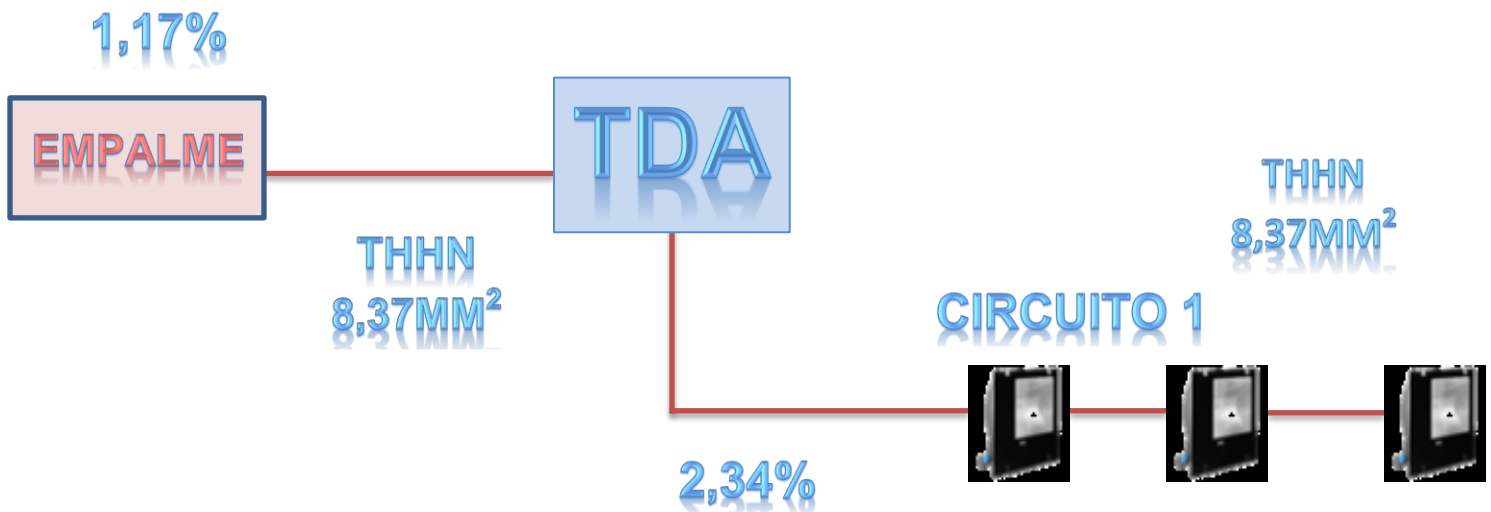 1,17%
EMPALME
TDA
THHN
8,37MM²
THHN
8,37MM²
CIRCUITO 1
2,34%